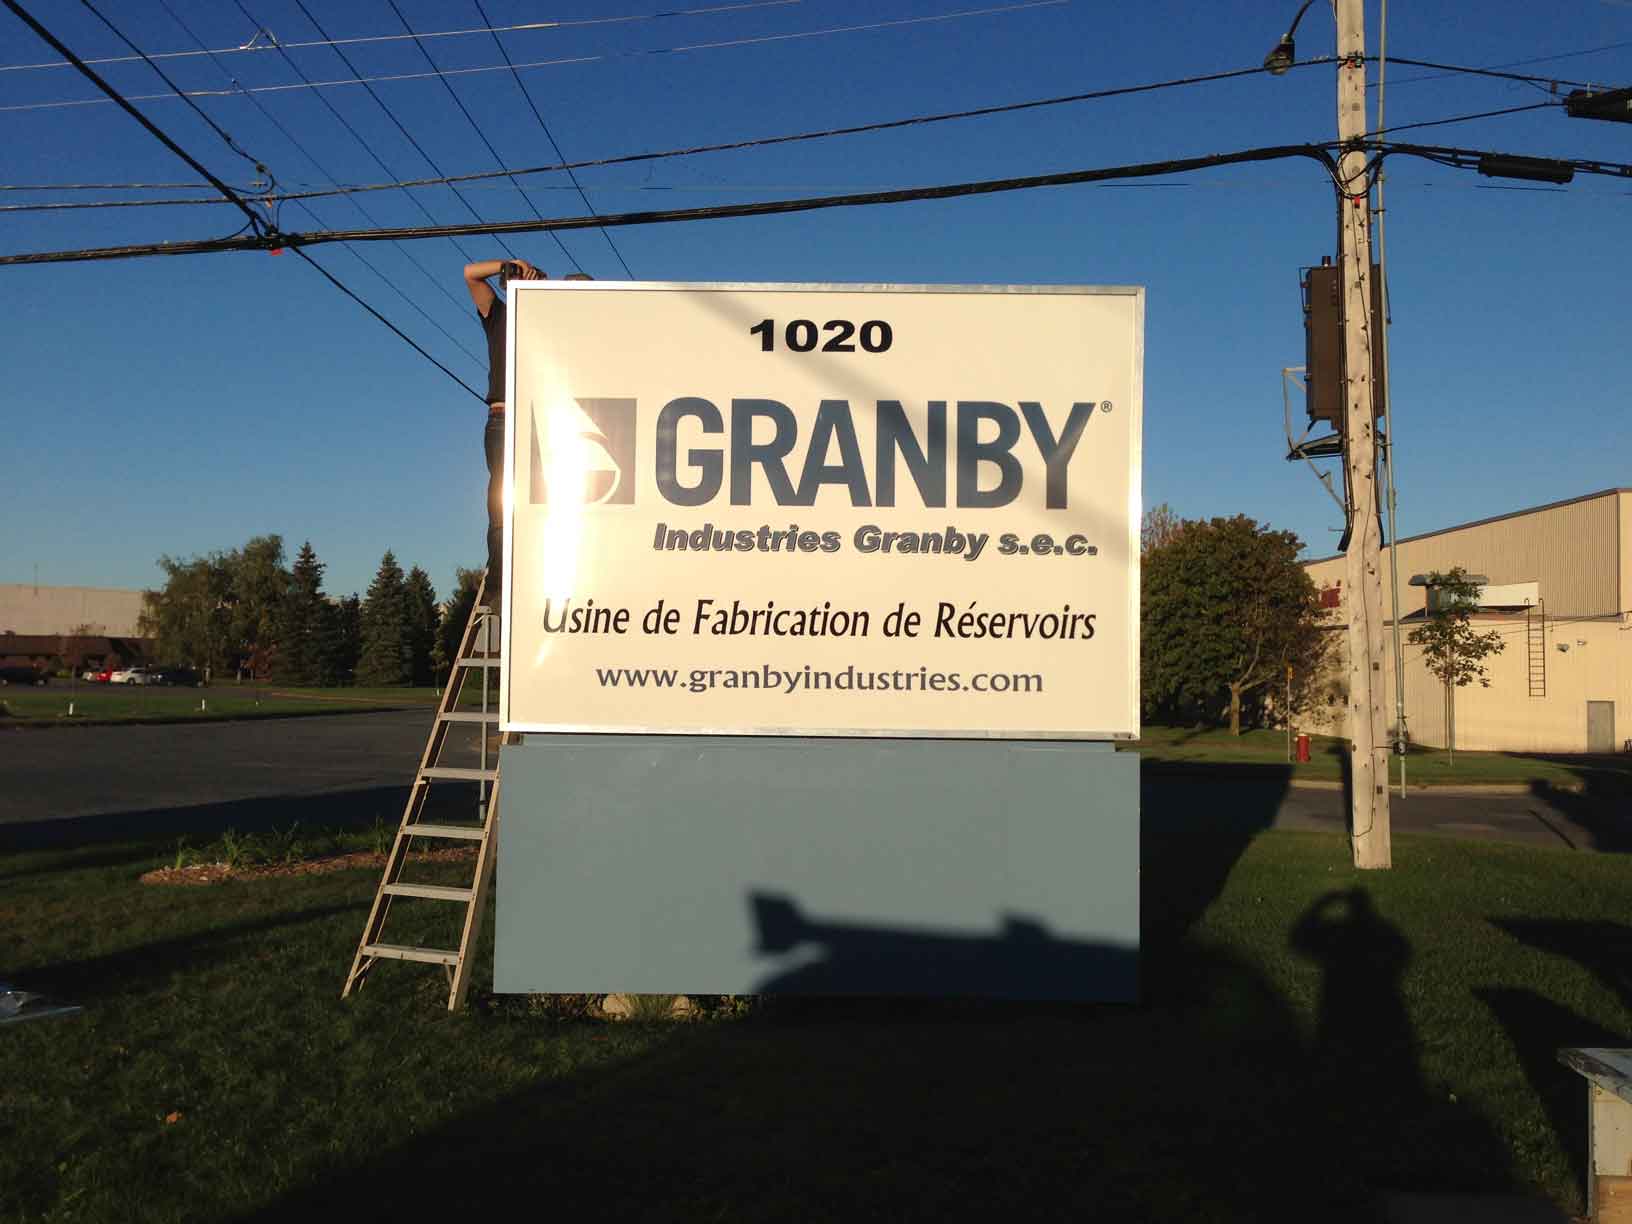 1020
GRANBY®
Industries Granby s.e.c.
Usine de Fabrication de Réservoirs
www.granbyindustries.com